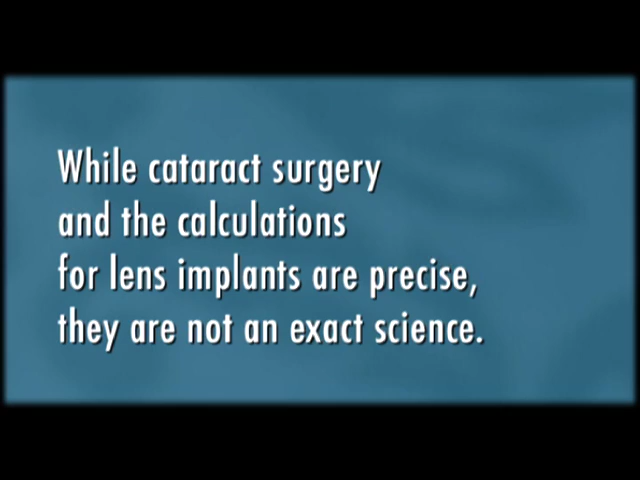 While cataract surgery
and the calculations
for lens implants are precise,
they are not an exact science.